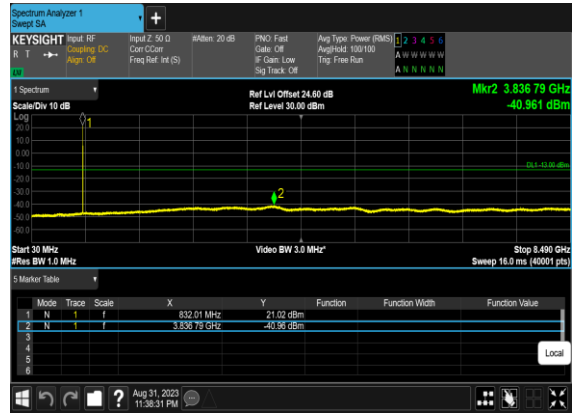 Spectrum Analyzer 1
Swept SA
+
KEYSIGHT Input: RF Input Z: 50 Ω #Atten: 20 dB PNO: Fast Avg Type: Power (RMS) 1 2 3 4 5 6
R T Coupling: DC Corr CCorr Gate: Off Avg|Hold: 100/100 A W W W W W
Align: Off Freq Ref: Int (S) IF Gain: Low Trig: Free Run
Sig Track: Off A N N N N N
1 Spectrum Ref Lvl Offset 24.60 dB Mkr2 3.836 79 GHz
Scale/Div 10 dB Ref Level 30.00 dBm -40.961 dBm
Log
1
20.0
10.0
0.00
-10.0 DL1 -13.00 dBm
-20.0
-30.0
2
-40.0
-50.0
-60.0
Start 30 MHz Video BW 3.0 MHz* Stop 8.490 GHz
#Res BW 1.0 MHz Sweep 16.0 ms (40001 pts)
5 Marker Table
Mode Trace Scale X Y Function Function Width Function Value
1 N 1 f 832.01 MHz 21.02 dBm
2 N 1 f 3.836 79 GHz -40.96 dBm
3
4
5
6
Local
? Aug 31, 2023
11:38:31 PM